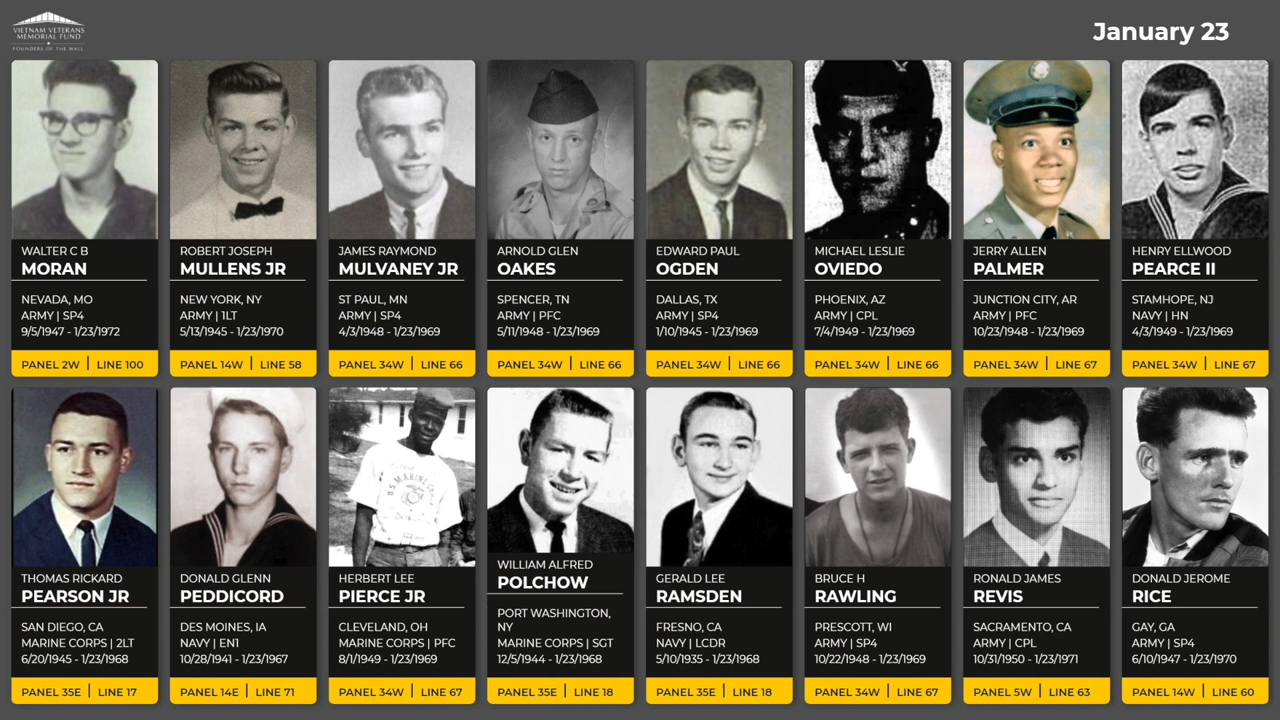 VIETNAM VETERANS
MEMORIAL FUND
FOUNDERS OF THE WALL
January 23
WALTER C B
MORAN
NEVADA, MO
ARMY | SP4
9/5/1947 - 1/23/1972
PANEL 2W | LINE 100
ROBERT JOSEPH
MULLENS JR
NEW YORK, NY
ARMY | 1LT
5/13/1945 - 1/23/1970
PANEL 14W | LINE 58
JAMES RAYMOND
MULVANEY JR
ST PAUL, MN
ARMY | SP4
4/3/1948 - 1/23/1969
PANEL 34W | LINE 66
ARNOLD GLEN
OAKES
SPENCER, TN
ARMY | PFC
5/11/1948 - 1/23/1969
PANEL 34W | LINE 66
EDWARD PAUL
OGDEN
DALLAS, TX
ARMY | SP4
1/10/1945 - 1/23/1969
PANEL 34W | LINE 66
MICHAEL LESLIE
OVIEDO
PHOENIX, AZ
ARMY | CPL
7/4/1949 - 1/23/1969
PANEL 34W | LINE 66
JERRY ALLEN
PALMER
JUNCTION CITY, AR
ARMY | PFC
10/23/1948 - 1/23/1969
PANEL 34W | LINE 67
HENRY ELLWOOD
PEARCE II
STAMHOPE, NJ
NAVY | HN
4/3/1949 - 1/23/1969
PANEL 34W | LINE 67
THOMAS RICKARD
PEARSON JR
SAN DIEGO, CA
MARINE CORPS | 2LT
6/20/1945 - 1/23/1968
PANEL 35E | LINE 17
DONALD GLENN
PEDDICORD
DES MOINES, IA
NAVY | EN1
10/28/1941 - 1/23/1967
PANEL 14E | LINE 71
U.S. MARINE CORPS
HERBERT LEE
PIERCE JR
CLEVELAND, OH
MARINE CORPS | PFC
8/1/1949 - 1/23/1969
PANEL 34W | LINE 67
WILLIAM ALFRED
POLCHOW
PORT WASHINGTON,
NY
MARINE CORPS | SGT
12/5/1944 - 1/23/1968
PANEL 35E | LINE 18
GERALD LEE
RAMSDEN
FRESNO, CA
NAVY | LCDR
5/10/1935 - 1/23/1968
PANEL 35E | LINE 18
BRUCE H
RAWLING
PRESCOTT, WI
ARMY | SP4
10/22/1948 - 1/23/1969
PANEL 34W | LINE 67
RONALD JAMES
REVIS
SACRAMENTO, CA
ARMY | CPL
10/31/1950 - 1/23/1971
PANEL 5W | LINE 63
DONALD JEROME
RICE
GAY, GA
ARMY | SP4
6/10/1947 - 1/23/1970
PANEL 14W | LINE 60